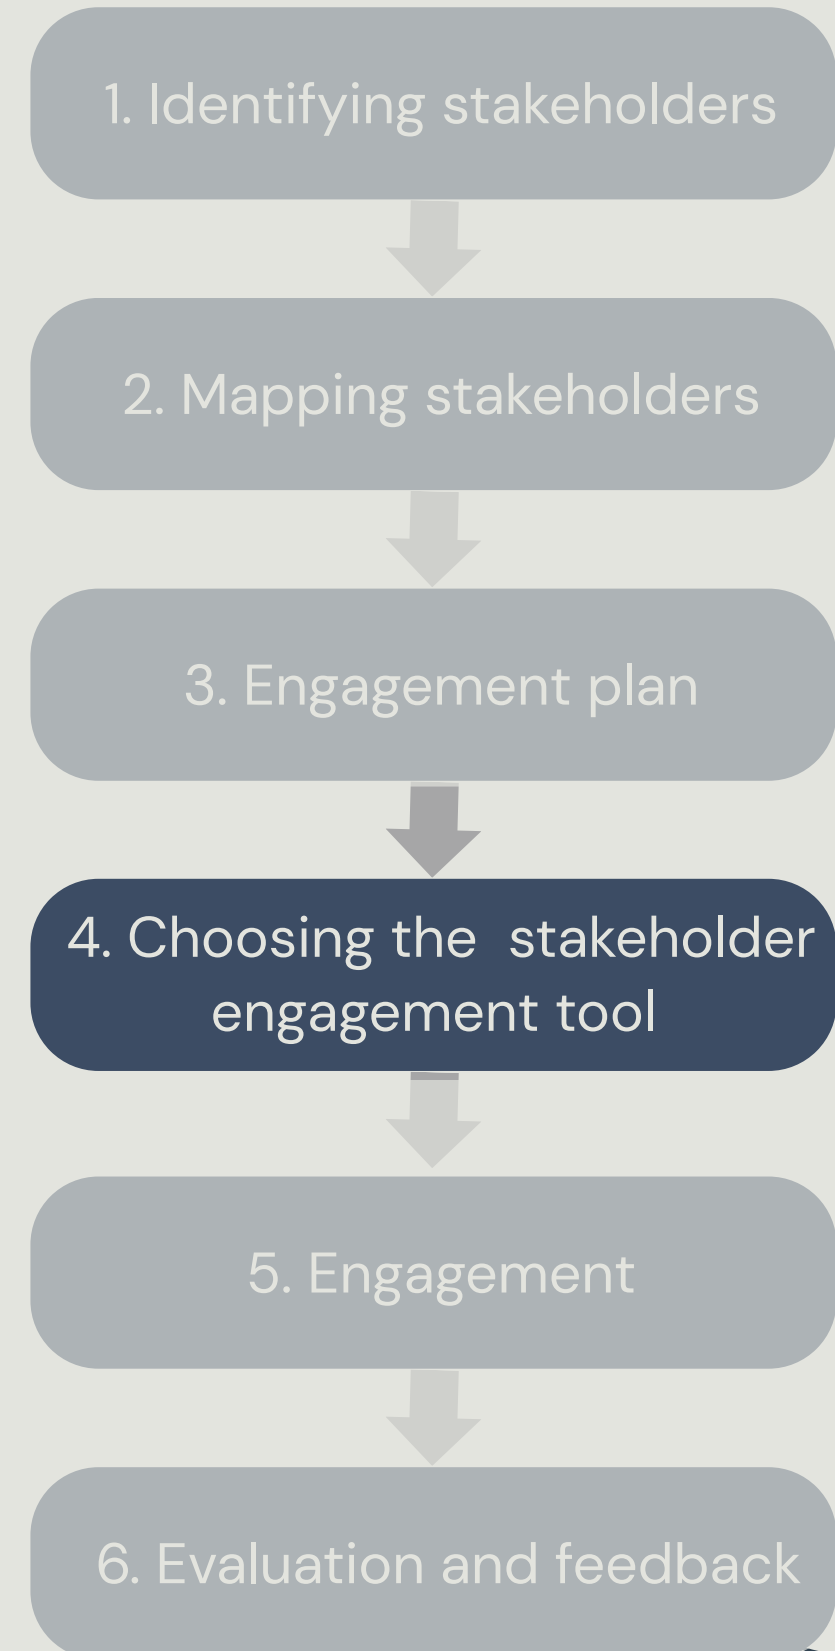 1. Identifying stakeholders
2. Mapping stakeholders
3. Engagement plan
4. Choosing the  stakeholder
engagement tool
5. Engagement
6. Evaluation and feedback